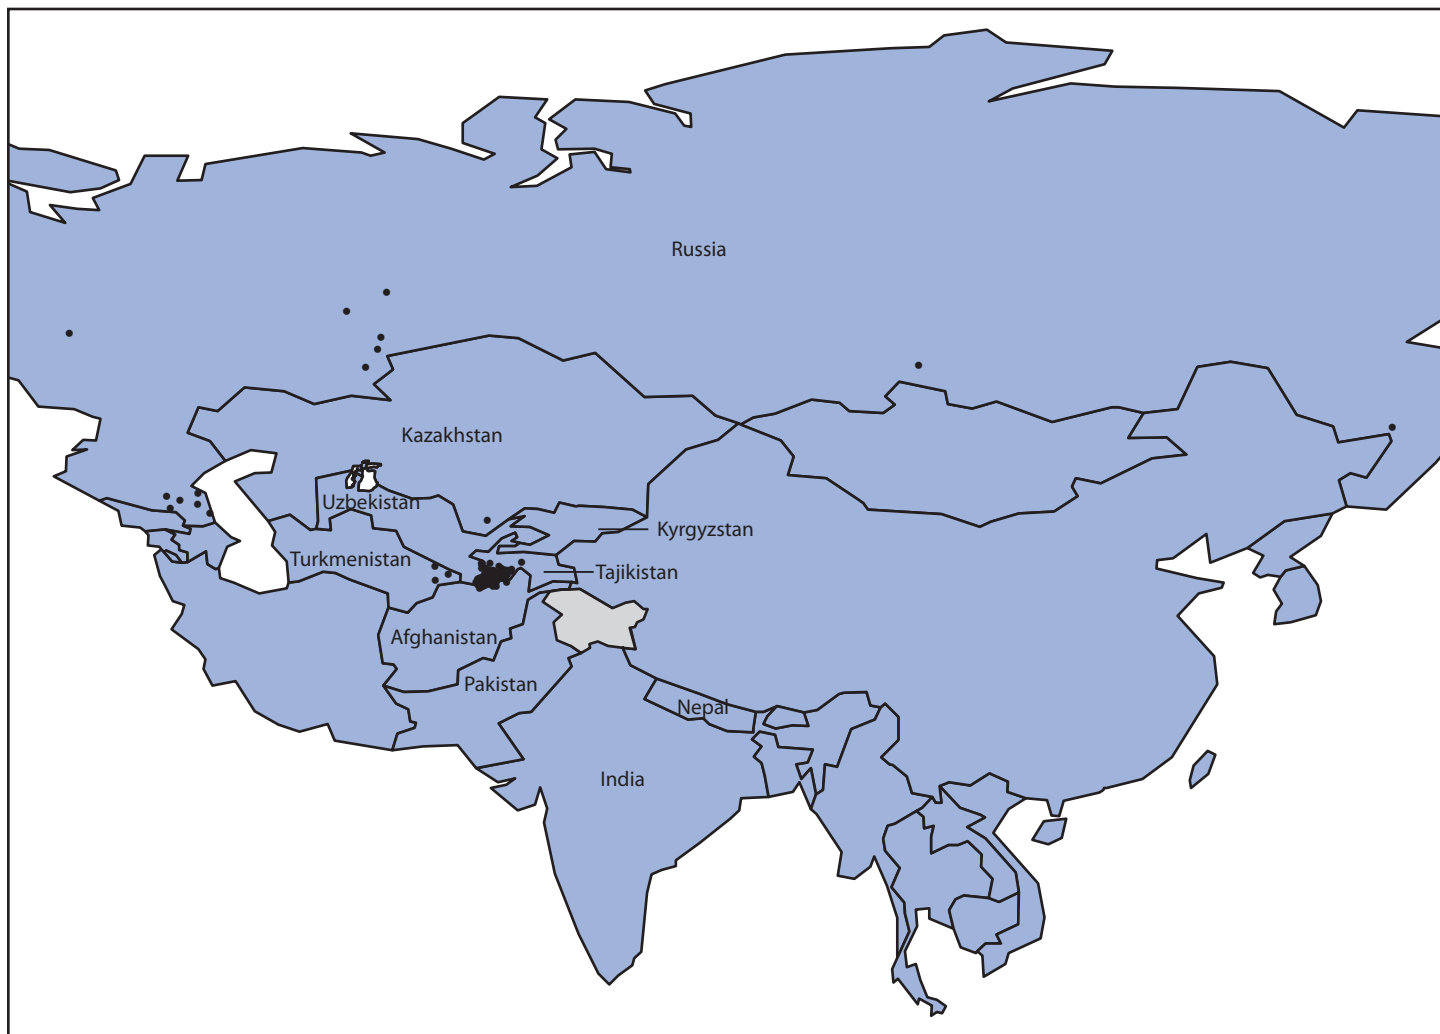 Russia
Kazakhstan
Uzbekistan
Kyrgyzstan
Turkmenistan
Tajikistan
Afghanistan
Pakistan
Nepal
India